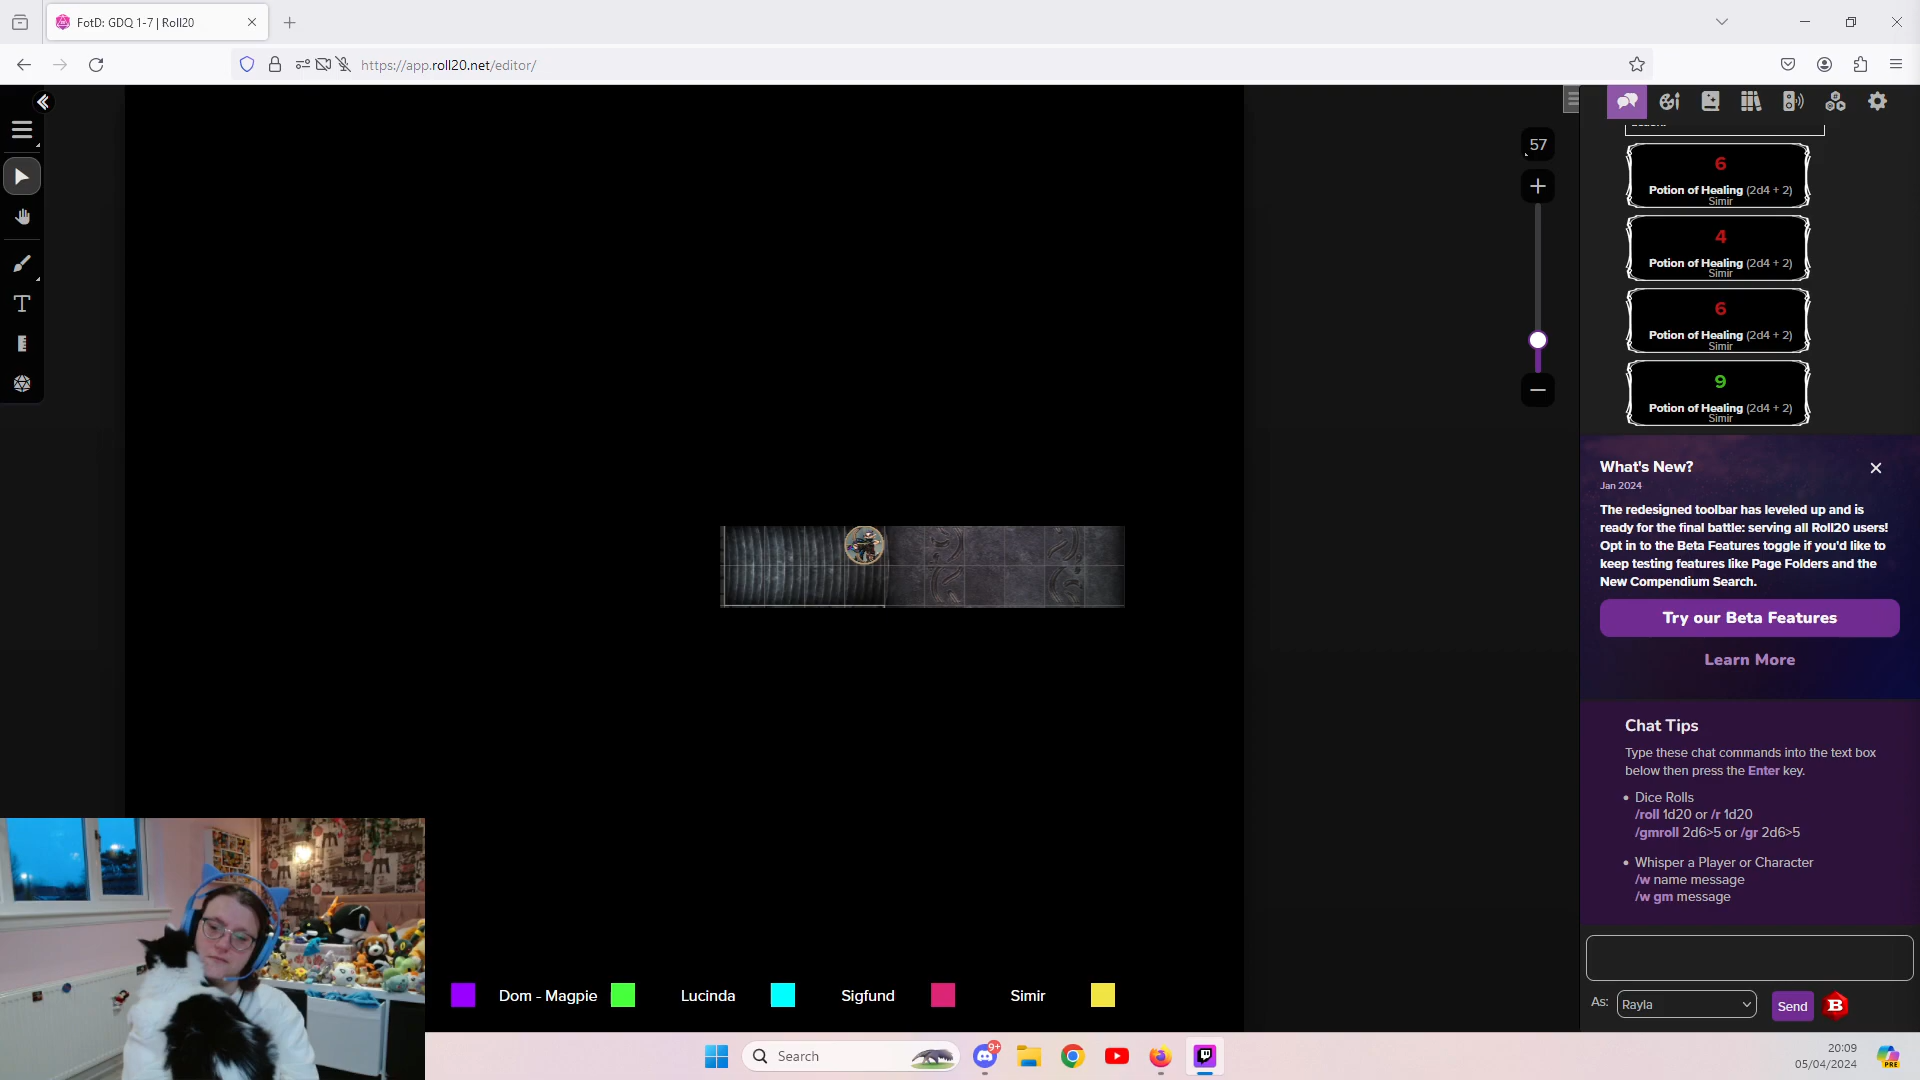 FotD: GDQ 1-7 | Roll20
https://app.roll20.net/editor/
57
6
Potion of Healing (2d4 + 2)
Simir
4
Potion of Healing (2d4 + 2)
Simir
6
Potion of Healing (2d4 + 2)
Simir
9
Potion of Healing (2d4 + 2)
Simir
What's New?
Jan 2024
The redesigned toolbar has leveled up and is
ready for the final battle: serving all Roll20 users!
Opt in to the Beta Features toggle if you'd like to
keep testing features like Page Folders and the
New Compendium Search.
Try our Beta Features
Learn More
Chat Tips
Type these chat commands into the text box
below then press the Enter key.
• Dice Rolls
/roll 1d20 or /r 1d20
/gmroll 2d6>5 or /gr 2d6>5
• Whisper a Player or Character
/w name message
/w gm message
As: Rayla Send B
Dom - Magpie Lucinda Sigfund Simir
Search
9+
PRE
20:09
05/04/2024